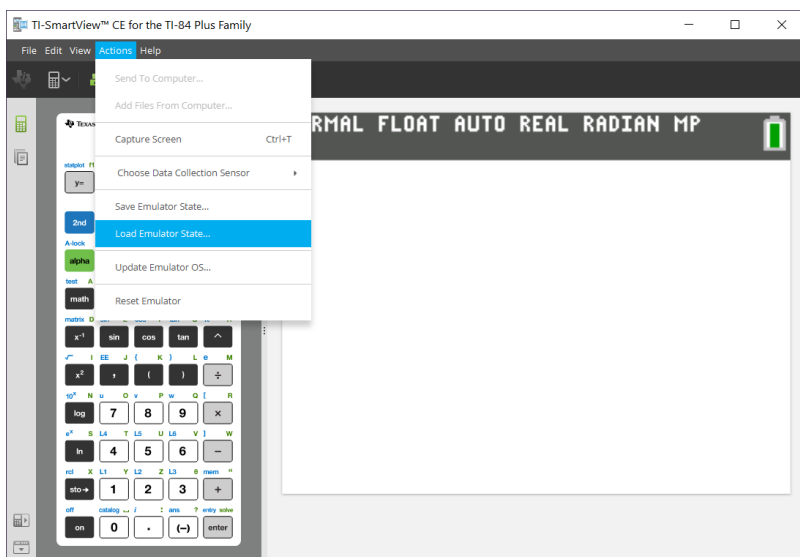 TI-SmartView™ CE for the TI-84 Plus Family
File Edit View Actions Help
Send To Computer...
Add Files From Computer...
Capture Screen Ctrl+T
Choose Data Collection Sensor
Save Emulator State...
Load Emulator State...
Update Emulator OS...
Reset Emulator
RMAL FLOAT AUTO REAL RADIAN MP
TEXAS
statplot f1
y=
2nd
A-lock
alpha
test A
math
matrix D
x⁻¹ sin cos tan ^
√‾ I EE J ( K ) L e M
x² , ( ) ÷
10ˣ N u O v P w Q [ R
log 7 8 9 ×
eˣ S L4 T L5 U L6 V ] W
ln 4 5 6 −
rcl X L1 Y L2 Z L3 θ mem "
sto→ 1 2 3 +
off catalog ⎵ i : ans ? entry solve
on 0 . (−) enter